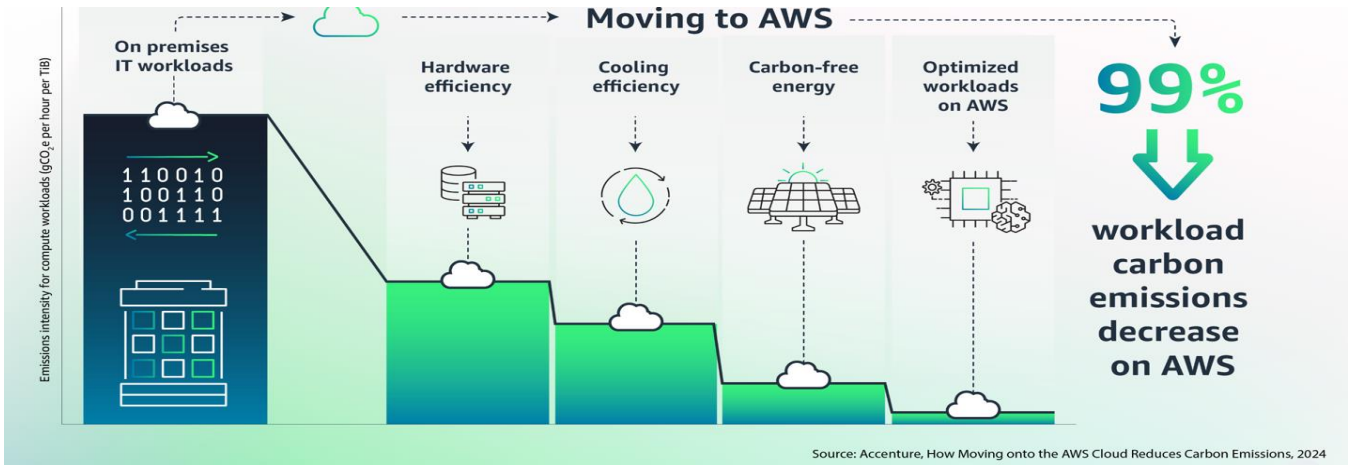 Moving to AWS
On premises
IT workloads
Hardware
efficiency
Cooling
efficiency
Carbon-free
energy
Optimized
workloads
on AWS
99%
workload
carbon
emissions
decrease
on AWS
Emissions intensity for compute workloads (gCO₂e per hour per TiB)
110010
100110
001111
Source: Accenture, How Moving onto the AWS Cloud Reduces Carbon Emissions, 2024